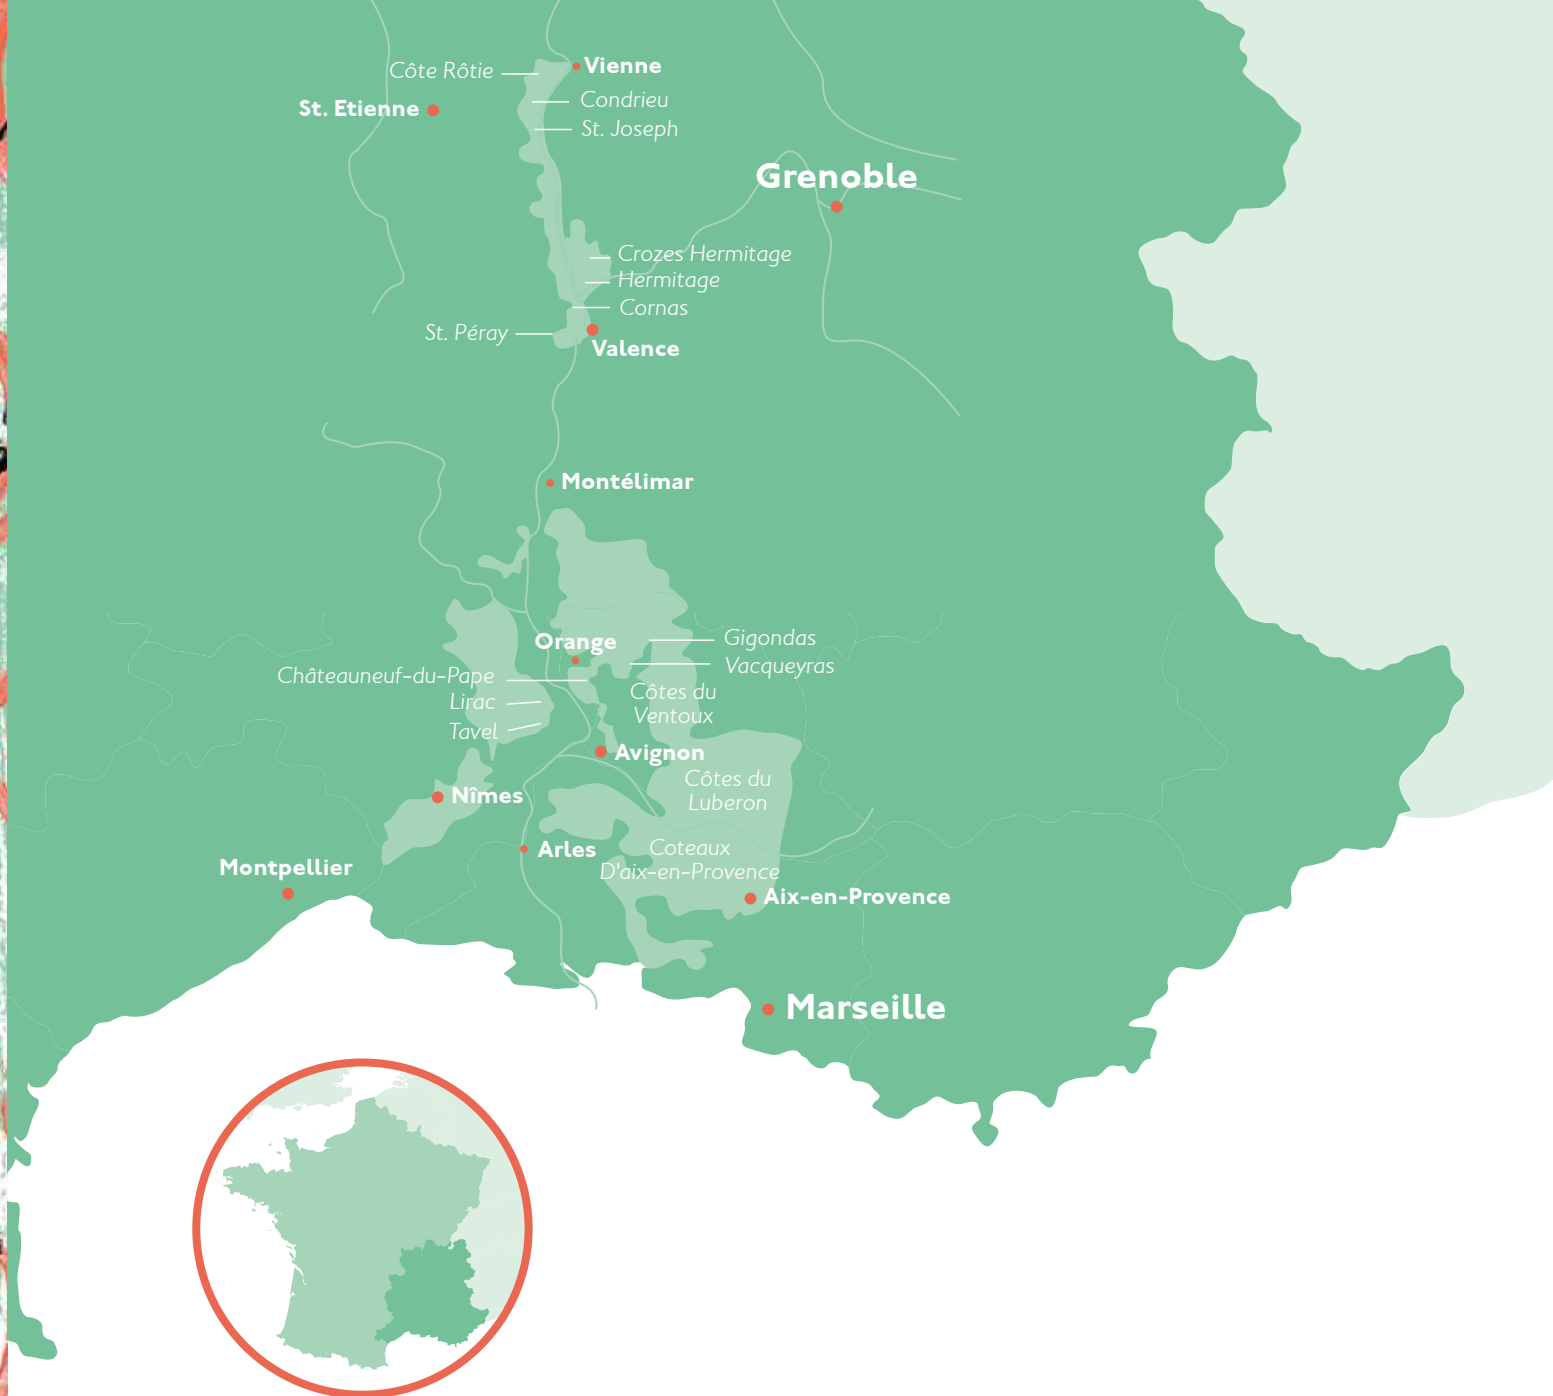 Vienne
Côte Rôtie
Condrieu
St. Etienne
St. Joseph
Grenoble
Crozes Hermitage
Hermitage
Cornas
St. Péray
Valence
Montélimar
Orange
Gigondas
Vacqueyras
Châteauneuf-du-Pape
Côtes du
Ventoux
Lirac
Tavel
Avignon
Côtes du
Luberon
Nîmes
Arles
Coteaux
D'aix-en-Provence
Montpellier
Aix-en-Provence
Marseille